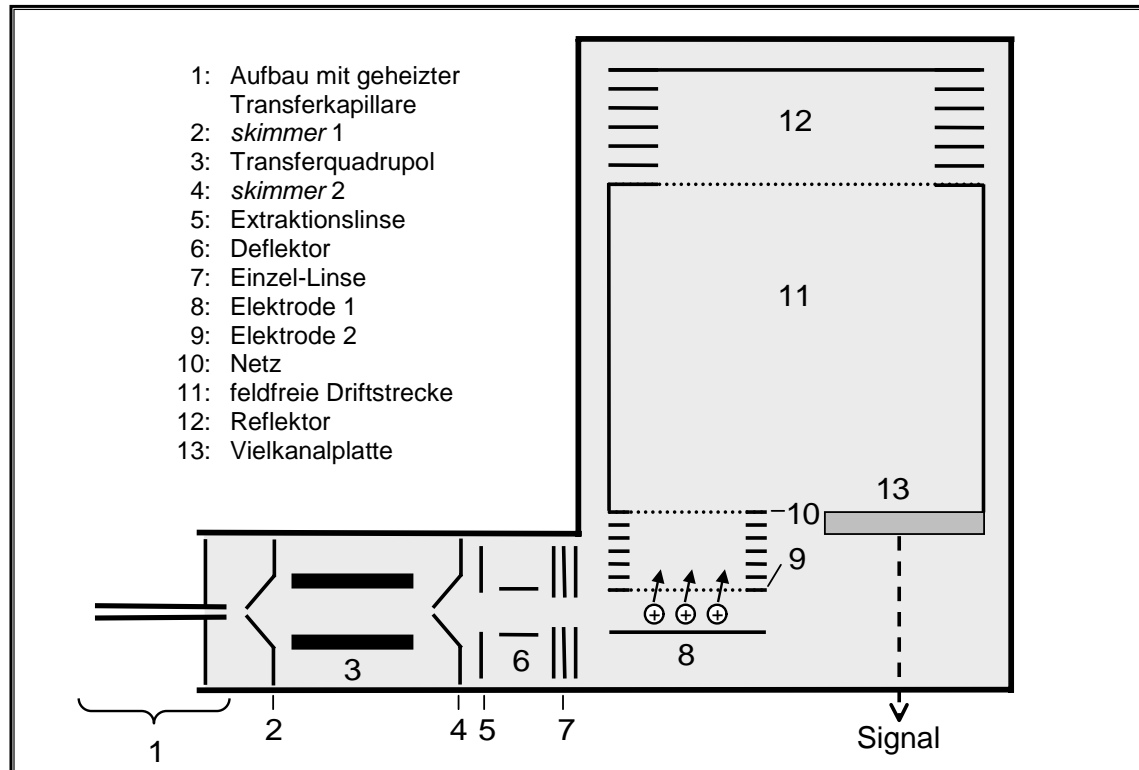 1: Aufbau mit geheizter
Transferkapillare
2: skimmer 1
3: Transferquadrupol
4: skimmer 2
5: Extraktionslinse
6: Deflektor
7: Einzel-Linse
8: Elektrode 1
9: Elektrode 2
10: Netz
11: feldfreie Driftstrecke
12: Reflektor
13: Vielkanalplatte
12
11
13
10
9
8
3
6
1
2
4
5
7
Signal